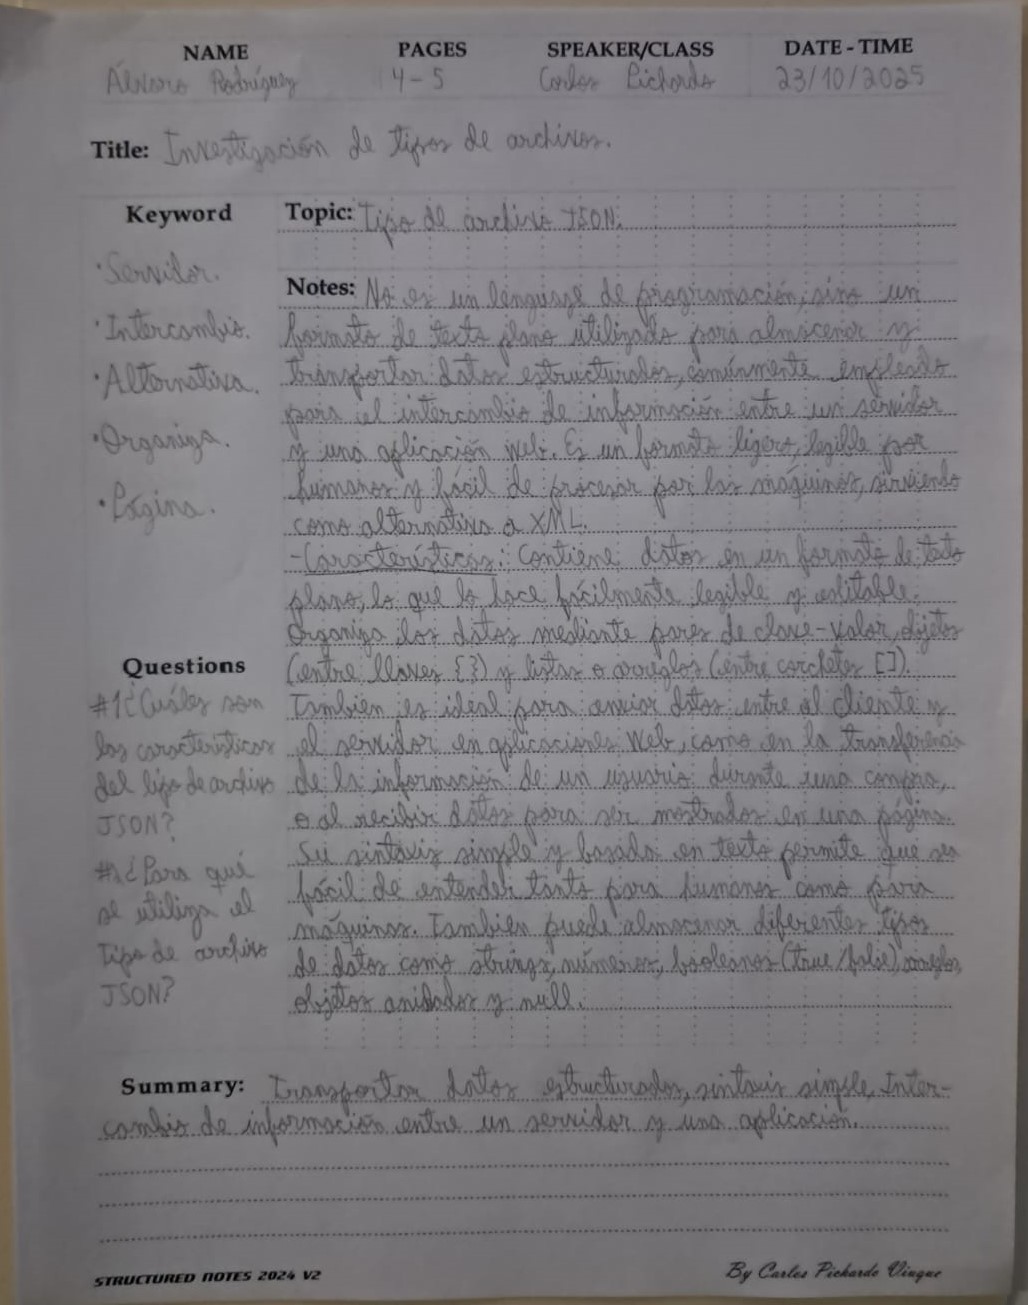 NAME PAGES SPEAKER/CLASS DATE - TIME
Álvaro Rodríguez 4-5 Carlos Pichardo 23/10/2025
Title: Investigación de tipos de archivos.
Keyword
·Servidor.
·Intercambio.
·Alternativa.
·Organiza.
·Página.
Topic: Tipo de archivo JSON.
Notes: No es un lenguage de programación, sino un
formato de texto plano utilizado para almacenar y
transportar datos estructurados, comúnmente empleado
para el intercambio de información entre un servidor
y una aplicación web. Es un formato ligero, legible por
humanos y fácil de procesar por las máquinas, sirviendo
como alternativa a XML.
-Características: Contiene datos en un formato de texto
plano, lo que lo hace fácilmente legible y editable.
Organiza los datos mediante pares de clave-valor, objetos
(entre llaves {}) y listas o arreglos (entre corchetes []).
También es ideal para enviar datos entre el cliente y
el servidor en aplicaciones web, como en la transferencia
de la información de un usuario durante una compra,
o al recibir datos para ser mostrados en una página.
Su sintaxis simple y basada en texto permite que sea
fácil de entender tanto para humanos como para
máquinas. También puede almacenar diferentes tipos
de datos como strings, números, booleanos (true/false), arreglos,
objetos anidados y null.
Questions
#1¿Cuáles son
las características
del tipo de archivo
JSON?
¿Para qué
se utiliza el
tipo de archivo
JSON?
Summary: Transportar datos estructurados, sintaxis simple, Inter-
cambio de información entre un servidor y una aplicación.
STRUCTURED NOTES 2024 V2
By Carlos Pichardo Viuque